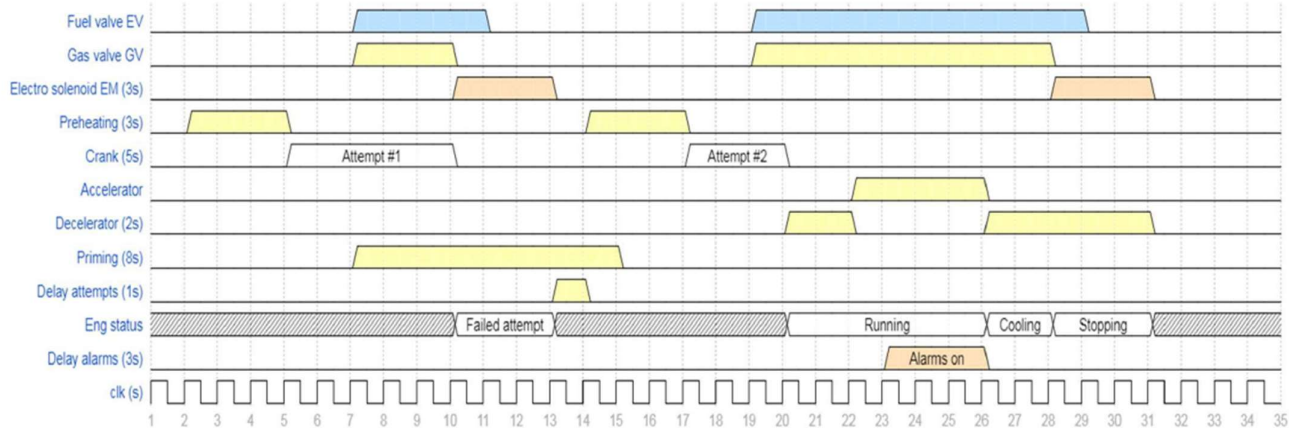 Fuel valve EV
Gas valve GV
Electro solenoid EM (3s)
Preheating (3s)
Crank (5s) Attempt #1 Attempt #2
Accelerator
Decelerator (2s)
Priming (8s)
Delay attempts (1s)
Eng status Failed attempt Running Cooling Stopping
Delay alarms (3s) Alarms on
clk (s)
1 2 3 4 5 6 7 8 9 10 11 12 13 14 15 16 17 18 19 20 21 22 23 24 25 26 27 28 29 30 31 32 33 34 35